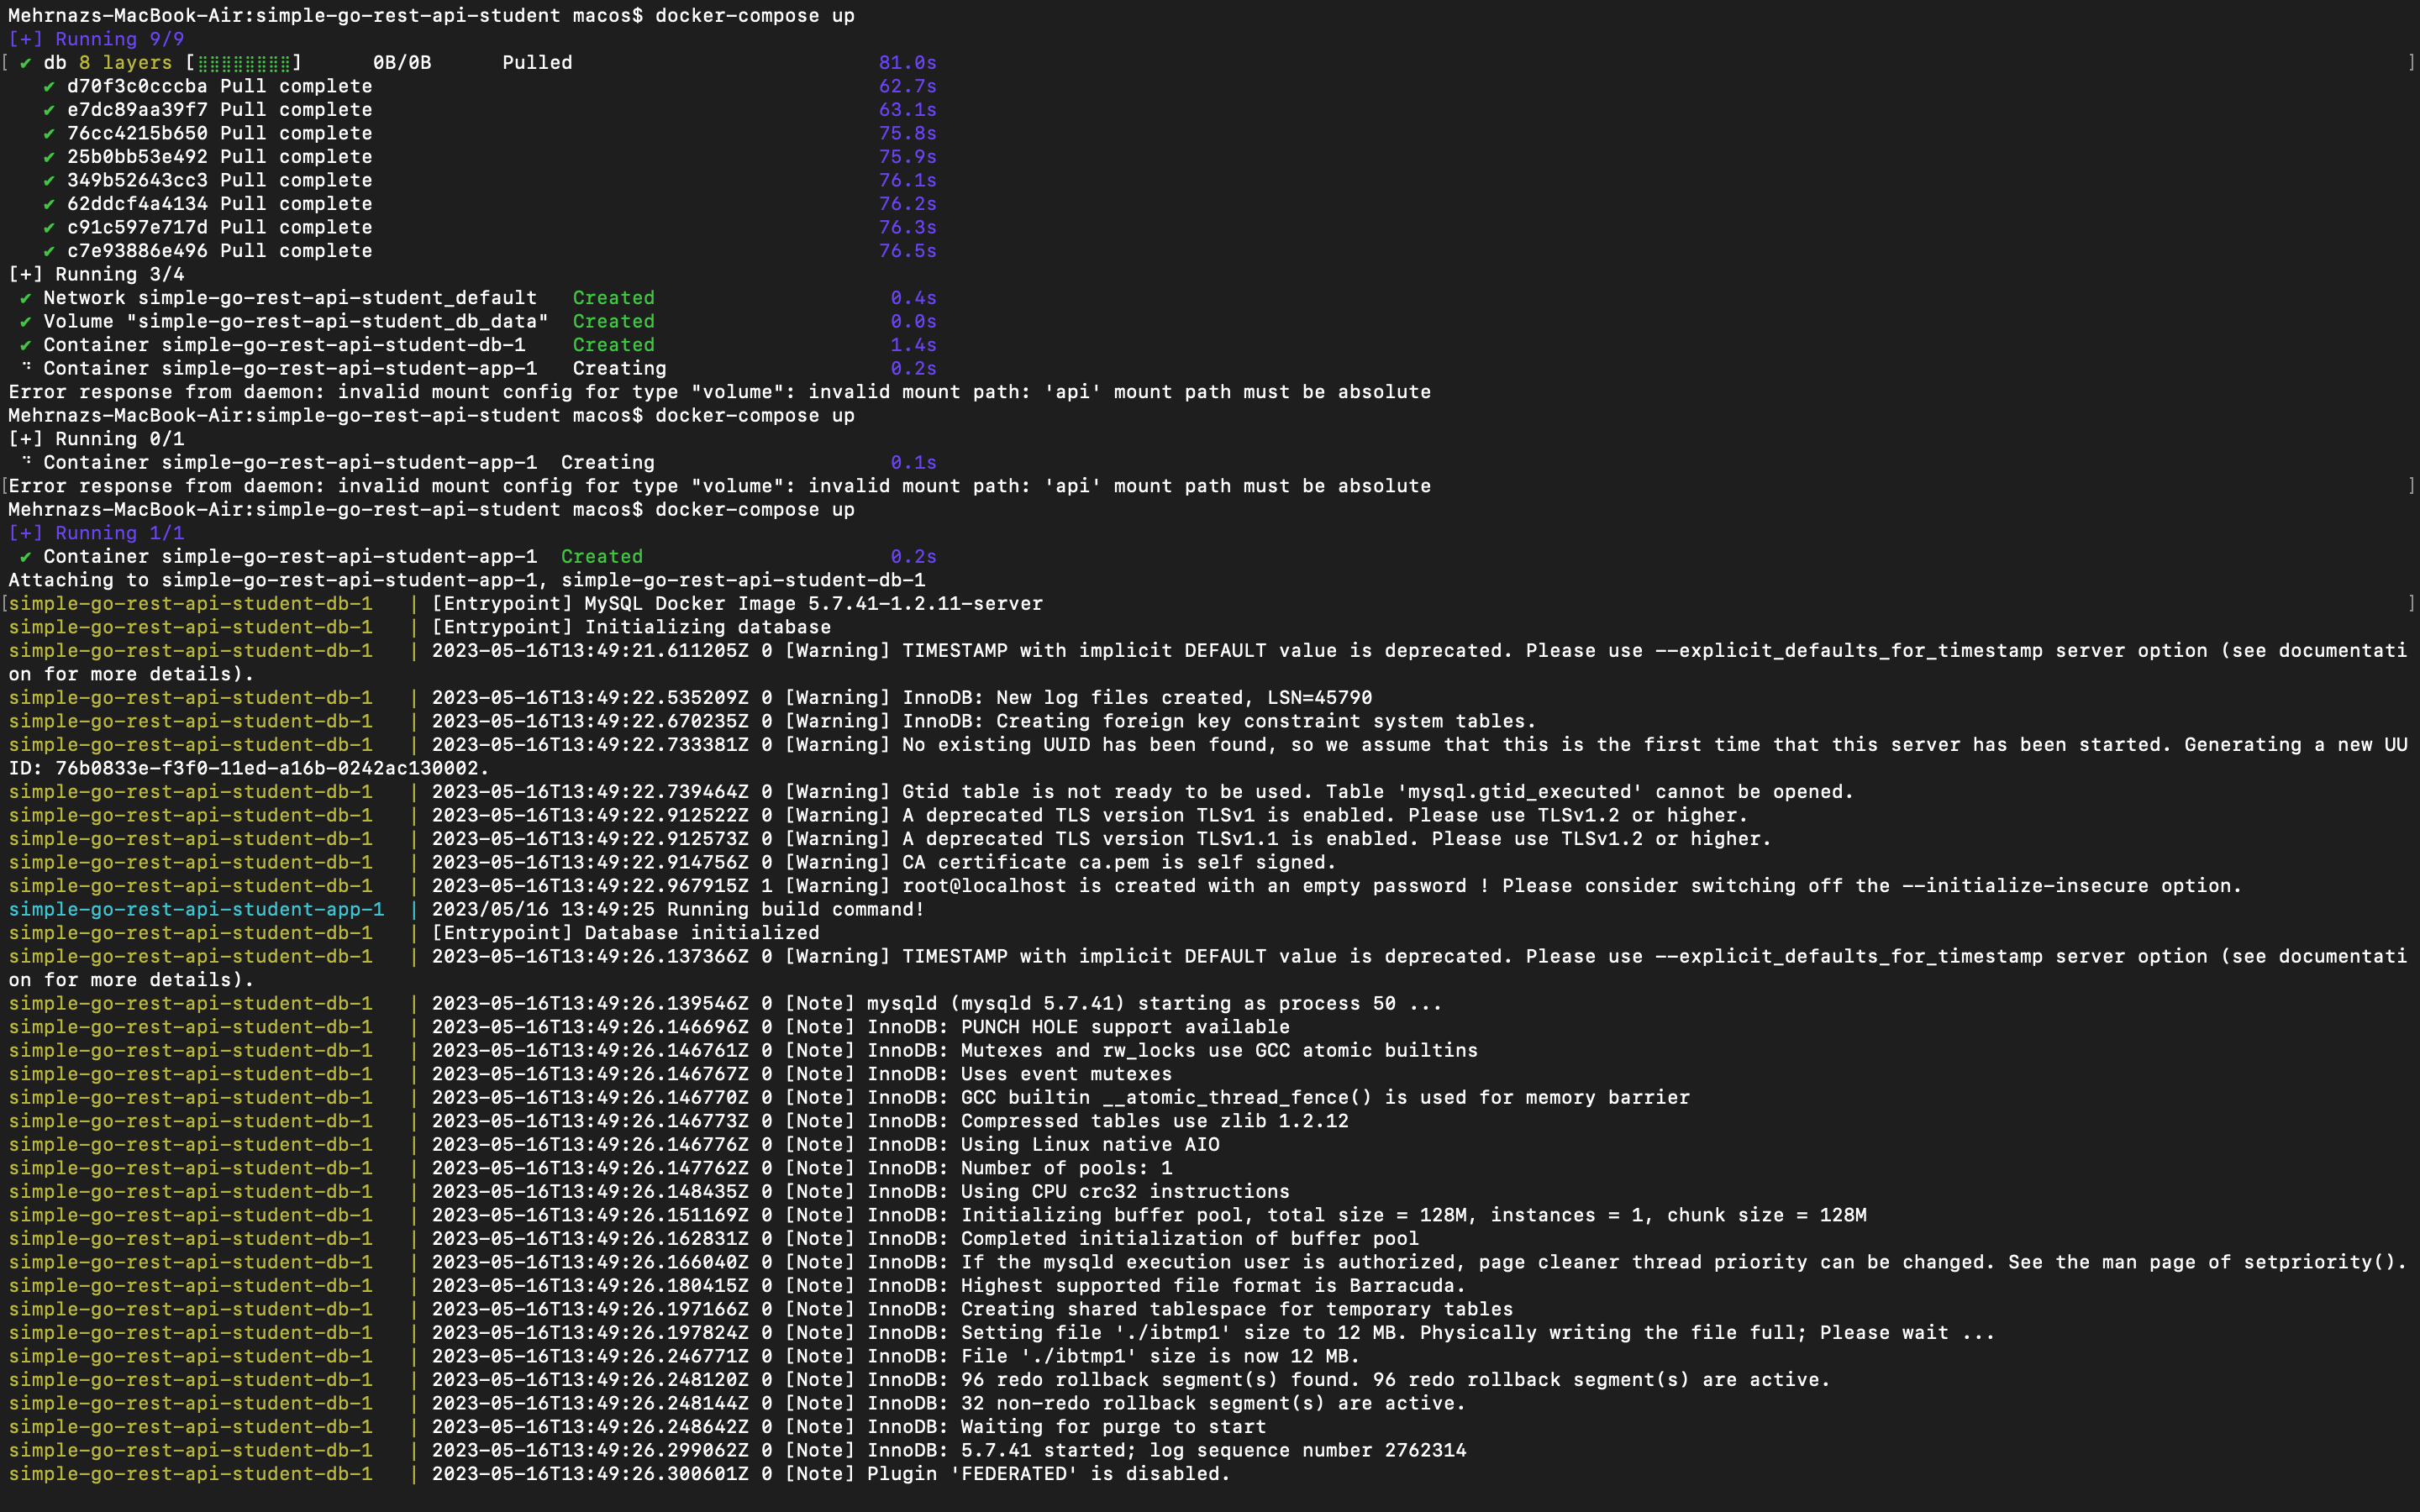 Mehrnazs-MacBook-Air:simple-go-rest-api-student macos$ docker-compose up
[+] Running 9/9
[ ✔ db 8 layers [⣿⣿⣿⣿⣿⣿⣿⣿] 0B/0B Pulled 81.0s ]
✔ d70f3c0cccba Pull complete 62.7s
✔ e7dc89aa39f7 Pull complete 63.1s
✔ 76cc4215b650 Pull complete 75.8s
✔ 25b0bb53e492 Pull complete 75.9s
✔ 349b52643cc3 Pull complete 76.1s
✔ 62ddcf4a4134 Pull complete 76.2s
✔ c91c597e717d Pull complete 76.3s
✔ c7e93886e496 Pull complete 76.5s
[+] Running 3/4
✔ Network simple-go-rest-api-student_default Created 0.4s
✔ Volume "simple-go-rest-api-student_db_data" Created 0.0s
✔ Container simple-go-rest-api-student-db-1 Created 1.4s
⠙ Container simple-go-rest-api-student-app-1 Creating 0.2s
Error response from daemon: invalid mount config for type "volume": invalid mount path: 'api' mount path must be absolute
Mehrnazs-MacBook-Air:simple-go-rest-api-student macos$ docker-compose up
[+] Running 0/1
⠙ Container simple-go-rest-api-student-app-1 Creating 0.1s
[Error response from daemon: invalid mount config for type "volume": invalid mount path: 'api' mount path must be absolute ]
Mehrnazs-MacBook-Air:simple-go-rest-api-student macos$ docker-compose up
[+] Running 1/1
✔ Container simple-go-rest-api-student-app-1 Created 0.2s
Attaching to simple-go-rest-api-student-app-1, simple-go-rest-api-student-db-1
[simple-go-rest-api-student-db-1 | [Entrypoint] MySQL Docker Image 5.7.41-1.2.11-server ]
simple-go-rest-api-student-db-1 | [Entrypoint] Initializing database
simple-go-rest-api-student-db-1 | 2023-05-16T13:49:21.611205Z 0 [Warning] TIMESTAMP with implicit DEFAULT value is deprecated. Please use --explicit_defaults_for_timestamp server option (see documentati
on for more details).
simple-go-rest-api-student-db-1 | 2023-05-16T13:49:22.535209Z 0 [Warning] InnoDB: New log files created, LSN=45790
simple-go-rest-api-student-db-1 | 2023-05-16T13:49:22.670235Z 0 [Warning] InnoDB: Creating foreign key constraint system tables.
simple-go-rest-api-student-db-1 | 2023-05-16T13:49:22.733381Z 0 [Warning] No existing UUID has been found, so we assume that this is the first time that this server has been started. Generating a new UU
ID: 76b0833e-f3f0-11ed-a16b-0242ac130002.
simple-go-rest-api-student-db-1 | 2023-05-16T13:49:22.739464Z 0 [Warning] Gtid table is not ready to be used. Table 'mysql.gtid_executed' cannot be opened.
simple-go-rest-api-student-db-1 | 2023-05-16T13:49:22.912522Z 0 [Warning] A deprecated TLS version TLSv1 is enabled. Please use TLSv1.2 or higher.
simple-go-rest-api-student-db-1 | 2023-05-16T13:49:22.912573Z 0 [Warning] A deprecated TLS version TLSv1.1 is enabled. Please use TLSv1.2 or higher.
simple-go-rest-api-student-db-1 | 2023-05-16T13:49:22.914756Z 0 [Warning] CA certificate ca.pem is self signed.
simple-go-rest-api-student-db-1 | 2023-05-16T13:49:22.967915Z 1 [Warning] root@localhost is created with an empty password ! Please consider switching off the --initialize-insecure option.
simple-go-rest-api-student-app-1 | 2023/05/16 13:49:25 Running build command!
simple-go-rest-api-student-db-1 | [Entrypoint] Database initialized
simple-go-rest-api-student-db-1 | 2023-05-16T13:49:26.137366Z 0 [Warning] TIMESTAMP with implicit DEFAULT value is deprecated. Please use --explicit_defaults_for_timestamp server option (see documentati
on for more details).
simple-go-rest-api-student-db-1 | 2023-05-16T13:49:26.139546Z 0 [Note] mysqld (mysqld 5.7.41) starting as process 50 ...
simple-go-rest-api-student-db-1 | 2023-05-16T13:49:26.146696Z 0 [Note] InnoDB: PUNCH HOLE support available
simple-go-rest-api-student-db-1 | 2023-05-16T13:49:26.146761Z 0 [Note] InnoDB: Mutexes and rw_locks use GCC atomic builtins
simple-go-rest-api-student-db-1 | 2023-05-16T13:49:26.146767Z 0 [Note] InnoDB: Uses event mutexes
simple-go-rest-api-student-db-1 | 2023-05-16T13:49:26.146770Z 0 [Note] InnoDB: GCC builtin __atomic_thread_fence() is used for memory barrier
simple-go-rest-api-student-db-1 | 2023-05-16T13:49:26.146773Z 0 [Note] InnoDB: Compressed tables use zlib 1.2.12
simple-go-rest-api-student-db-1 | 2023-05-16T13:49:26.146776Z 0 [Note] InnoDB: Using Linux native AIO
simple-go-rest-api-student-db-1 | 2023-05-16T13:49:26.147762Z 0 [Note] InnoDB: Number of pools: 1
simple-go-rest-api-student-db-1 | 2023-05-16T13:49:26.148435Z 0 [Note] InnoDB: Using CPU crc32 instructions
simple-go-rest-api-student-db-1 | 2023-05-16T13:49:26.151169Z 0 [Note] InnoDB: Initializing buffer pool, total size = 128M, instances = 1, chunk size = 128M
simple-go-rest-api-student-db-1 | 2023-05-16T13:49:26.162831Z 0 [Note] InnoDB: Completed initialization of buffer pool
simple-go-rest-api-student-db-1 | 2023-05-16T13:49:26.166040Z 0 [Note] InnoDB: If the mysqld execution user is authorized, page cleaner thread priority can be changed. See the man page of setpriority().
simple-go-rest-api-student-db-1 | 2023-05-16T13:49:26.180415Z 0 [Note] InnoDB: Highest supported file format is Barracuda.
simple-go-rest-api-student-db-1 | 2023-05-16T13:49:26.197166Z 0 [Note] InnoDB: Creating shared tablespace for temporary tables
simple-go-rest-api-student-db-1 | 2023-05-16T13:49:26.197824Z 0 [Note] InnoDB: Setting file './ibtmp1' size to 12 MB. Physically writing the file full; Please wait ...
simple-go-rest-api-student-db-1 | 2023-05-16T13:49:26.246771Z 0 [Note] InnoDB: File './ibtmp1' size is now 12 MB.
simple-go-rest-api-student-db-1 | 2023-05-16T13:49:26.248120Z 0 [Note] InnoDB: 96 redo rollback segment(s) found. 96 redo rollback segment(s) are active.
simple-go-rest-api-student-db-1 | 2023-05-16T13:49:26.248144Z 0 [Note] InnoDB: 32 non-redo rollback segment(s) are active.
simple-go-rest-api-student-db-1 | 2023-05-16T13:49:26.248642Z 0 [Note] InnoDB: Waiting for purge to start
simple-go-rest-api-student-db-1 | 2023-05-16T13:49:26.299062Z 0 [Note] InnoDB: 5.7.41 started; log sequence number 2762314
simple-go-rest-api-student-db-1 | 2023-05-16T13:49:26.300601Z 0 [Note] Plugin 'FEDERATED' is disabled.